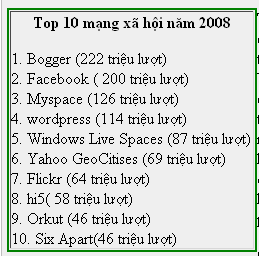 Top 10 mạng xã hội năm 2008
1. Bogger (222 triệu lượt)
2. Facebook ( 200 triệu lượt)
3. Myspace (126 triệu lượt)
4. wordpress (114 triệu lượt)
5. Windows Live Spaces (87 triệu lượt)
6. Yahoo GeoCitises (69 triệu lượt)
7. Flickr (64 triệu lượt)
8. hi5( 58 triệu lượt)
9. Orkut (46 triệu lượt)
10. Six Apart(46 triệu lượt)